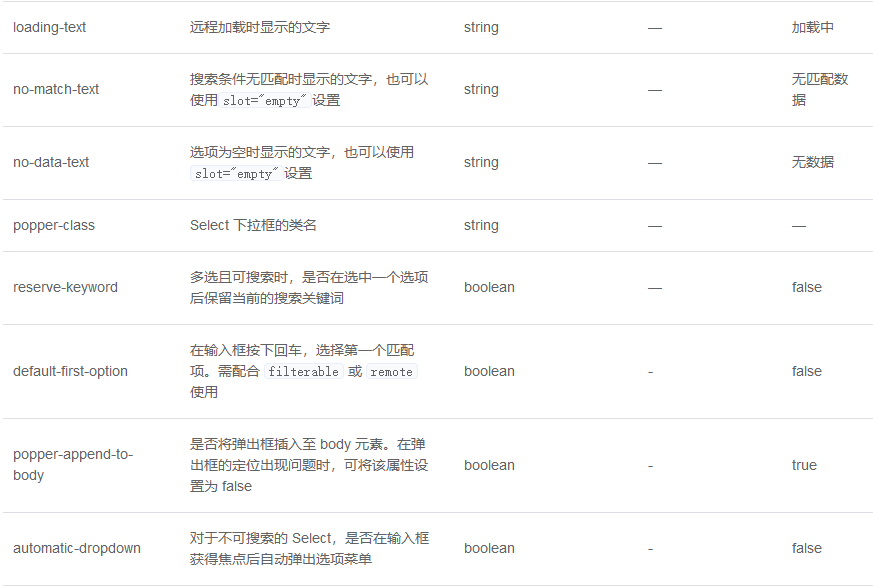 loading-text 远程加载时显示的文字 string — 加载中
no-match-text 搜索条件无匹配时显示的文字，也可以使用 slot="empty" 设置 string — 无匹配数据
no-data-text 选项为空时显示的文字，也可以使用 slot="empty" 设置 string — 无数据
popper-class Select 下拉框的类名 string — —
reserve-keyword 多选且可搜索时，是否在选中一个选项后保留当前的搜索关键词 boolean — false
default-first-option 在输入框按下回车，选择第一个匹配项。需配合 filterable 或 remote 使用 boolean - false
popper-append-to-body 是否将弹出框插入至 body 元素。在弹出框的定位出现问题时，可将该属性设置为 false boolean - true
automatic-dropdown 对于不可搜索的 Select，是否在输入框获得焦点后自动弹出选项菜单 boolean - false